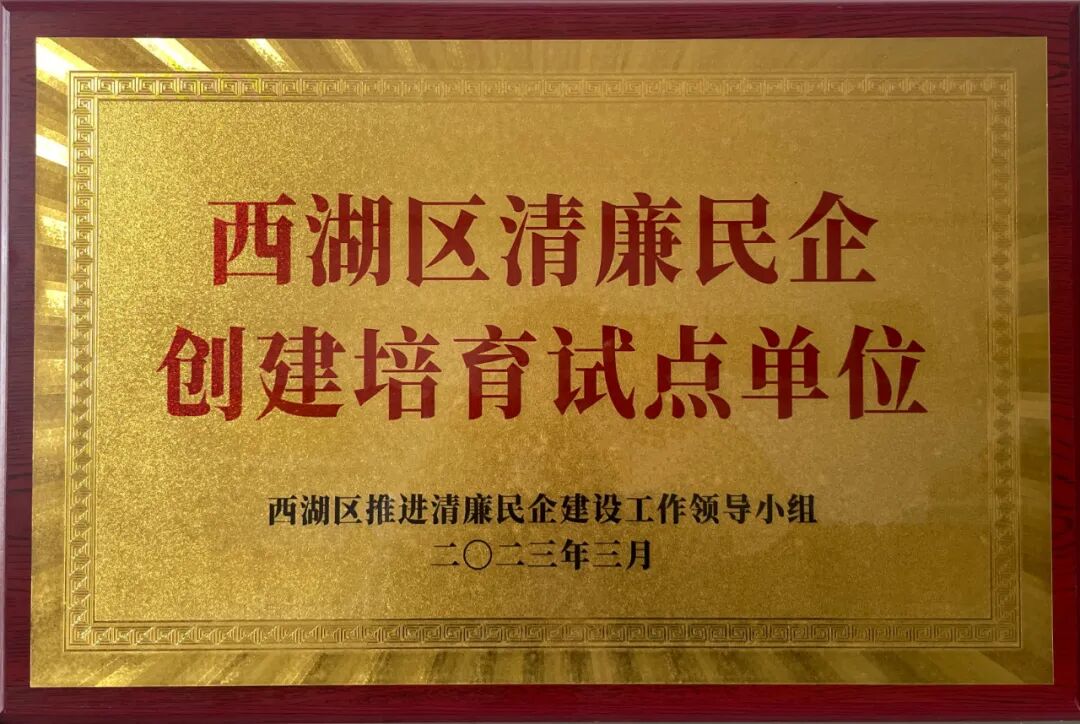 西湖区清廉民企
创建培育试点单位
西湖区推进清廉民企建设工作领导小组
二〇二三年三月